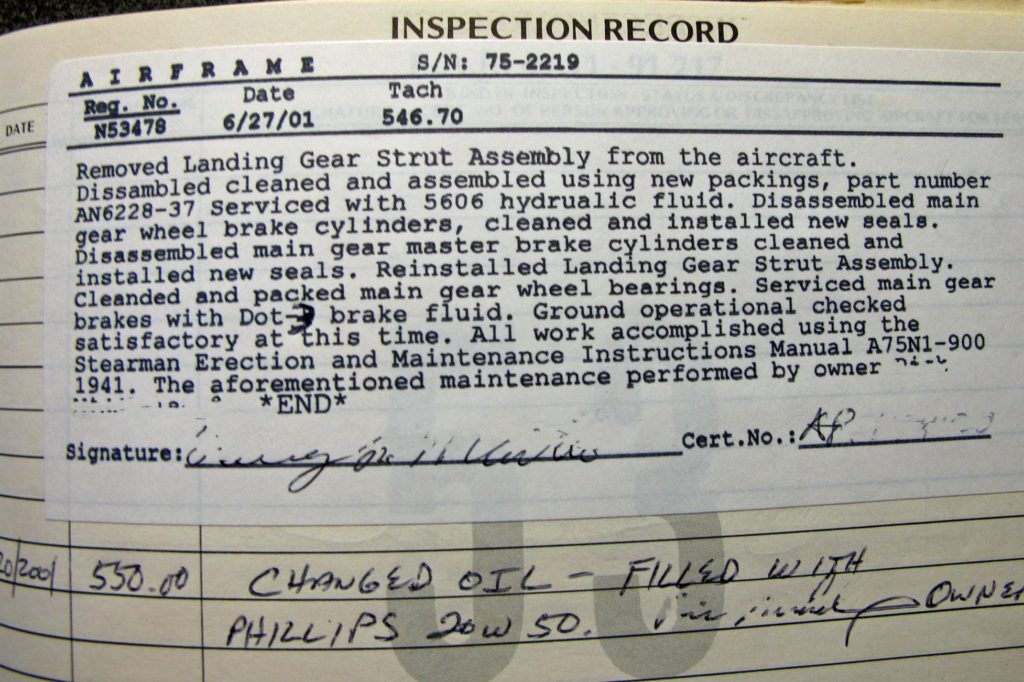 INSPECTION RECORD
AIRFRAME S/N: 75-2219
Reg. No. Date Tach
DATE
N53478 6/27/01 546.70
Removed Landing Gear Strut Assembly from the aircraft.
Dissambled cleaned and assembled using new packings, part number
AN6228-37 Serviced with 5606 hydrualic fluid. Disassembled main
gear wheel brake cylinders, cleaned and installed new seals.
Disassembled main gear master brake cylinders cleaned and
installed new seals. Reinstalled Landing Gear Strut Assembly.
Cleanded and packed main gear wheel bearings. Serviced main gear
brakes with Dot-3 brake fluid. Ground operational checked
satisfactory at this time. All work accomplished using the
Stearman Erection and Maintenance Instructions Manual A75N1-900
1941. The aforementioned maintenance performed by owner
*END*
Signature: Cert.No.: AP
20/2001 550.00 CHANGED OIL - FILLED WITH
PHILLIPS 20W50. OWNER